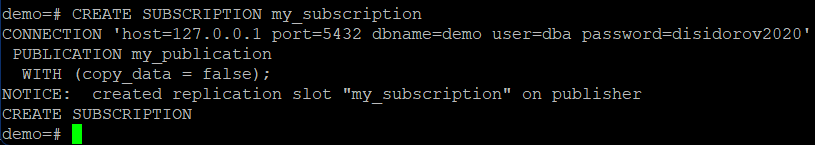 demo=# CREATE SUBSCRIPTION my_subscription
CONNECTION 'host=127.0.0.1 port=5432 dbname=demo user=dba password=disidorov2020'
 PUBLICATION my_publication
  WITH (copy_data = false);
NOTICE:  created replication slot "my_subscription" on publisher
CREATE SUBSCRIPTION
demo=#